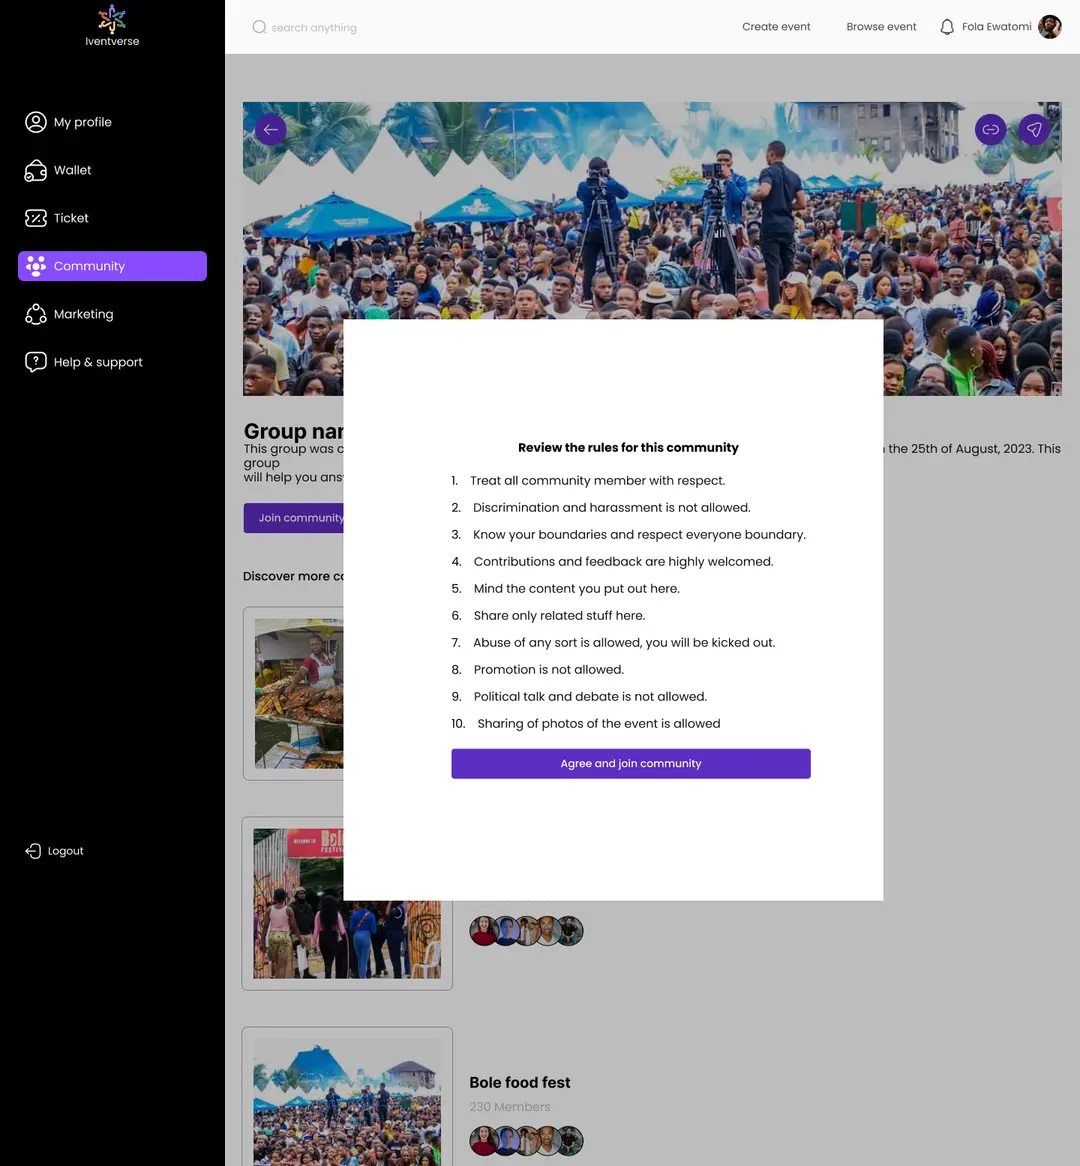 Iventverse
search anything
Create event
Browse event
Fola Ewatomi
My profile
Wallet
Ticket
Community
Marketing
Help & support
Logout
Group nar
This group was c
the 25th of August, 2023. This
group
will help you ans
Join community
Discover more co
Review the rules for this community
1. Treat all community member with respect.
2. Discrimination and harassment is not allowed.
3. Know your boundaries and respect everyone boundary.
4. Contributions and feedback are highly welcomed.
5. Mind the content you put out here.
6. Share only related stuff here.
7. Abuse of any sort is allowed, you will be kicked out.
8. Promotion is not allowed.
9. Political talk and debate is not allowed.
10. Sharing of photos of the event is allowed
Agree and join community
Bole food fest
230 Members